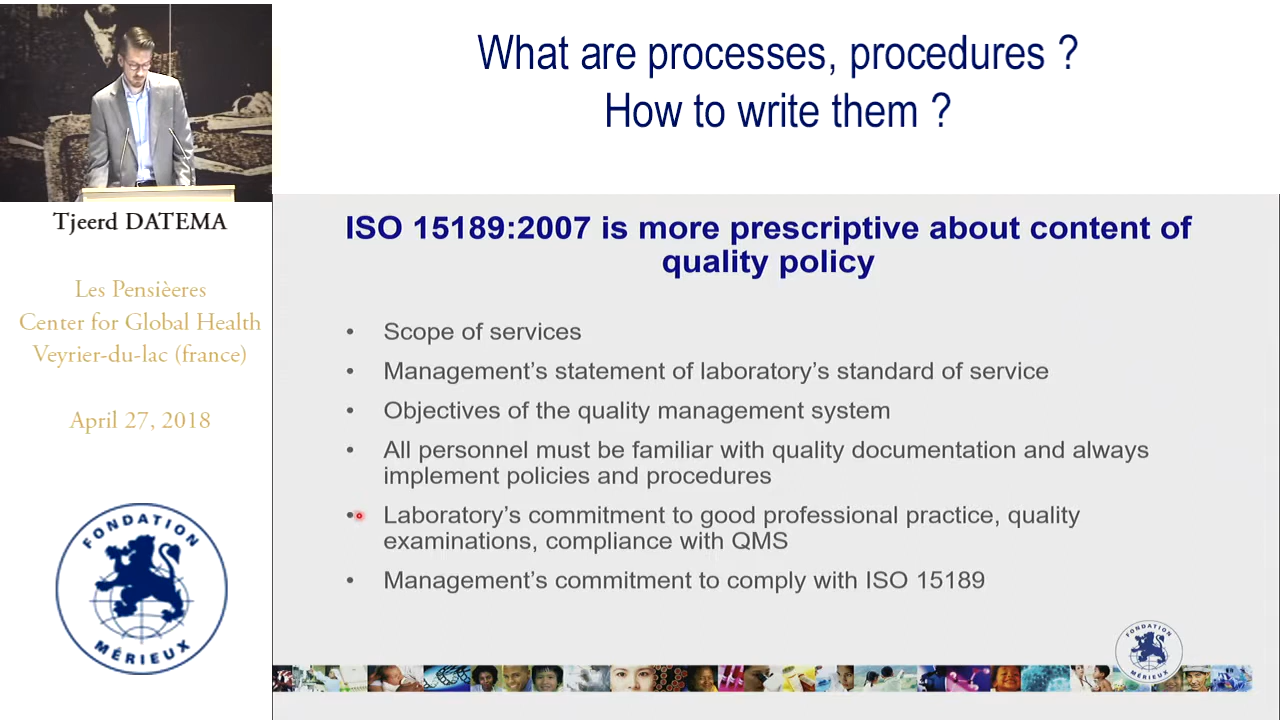 What are processes, procedures ?
How to write them ?
Tjeerd DATEMA
Les Pensièeres
Center for Global Health
Veyrier-du-lac (france)
April 27, 2018
FONDATION
MÉRIEUX
ISO 15189:2007 is more prescriptive about content of
quality policy
• Scope of services
• Management’s statement of laboratory’s standard of service
• Objectives of the quality management system
• All personnel must be familiar with quality documentation and always
implement policies and procedures
• Laboratory’s commitment to good professional practice, quality
examinations, compliance with QMS
• Management’s commitment to comply with ISO 15189
FONDATION
MÉRIEUX